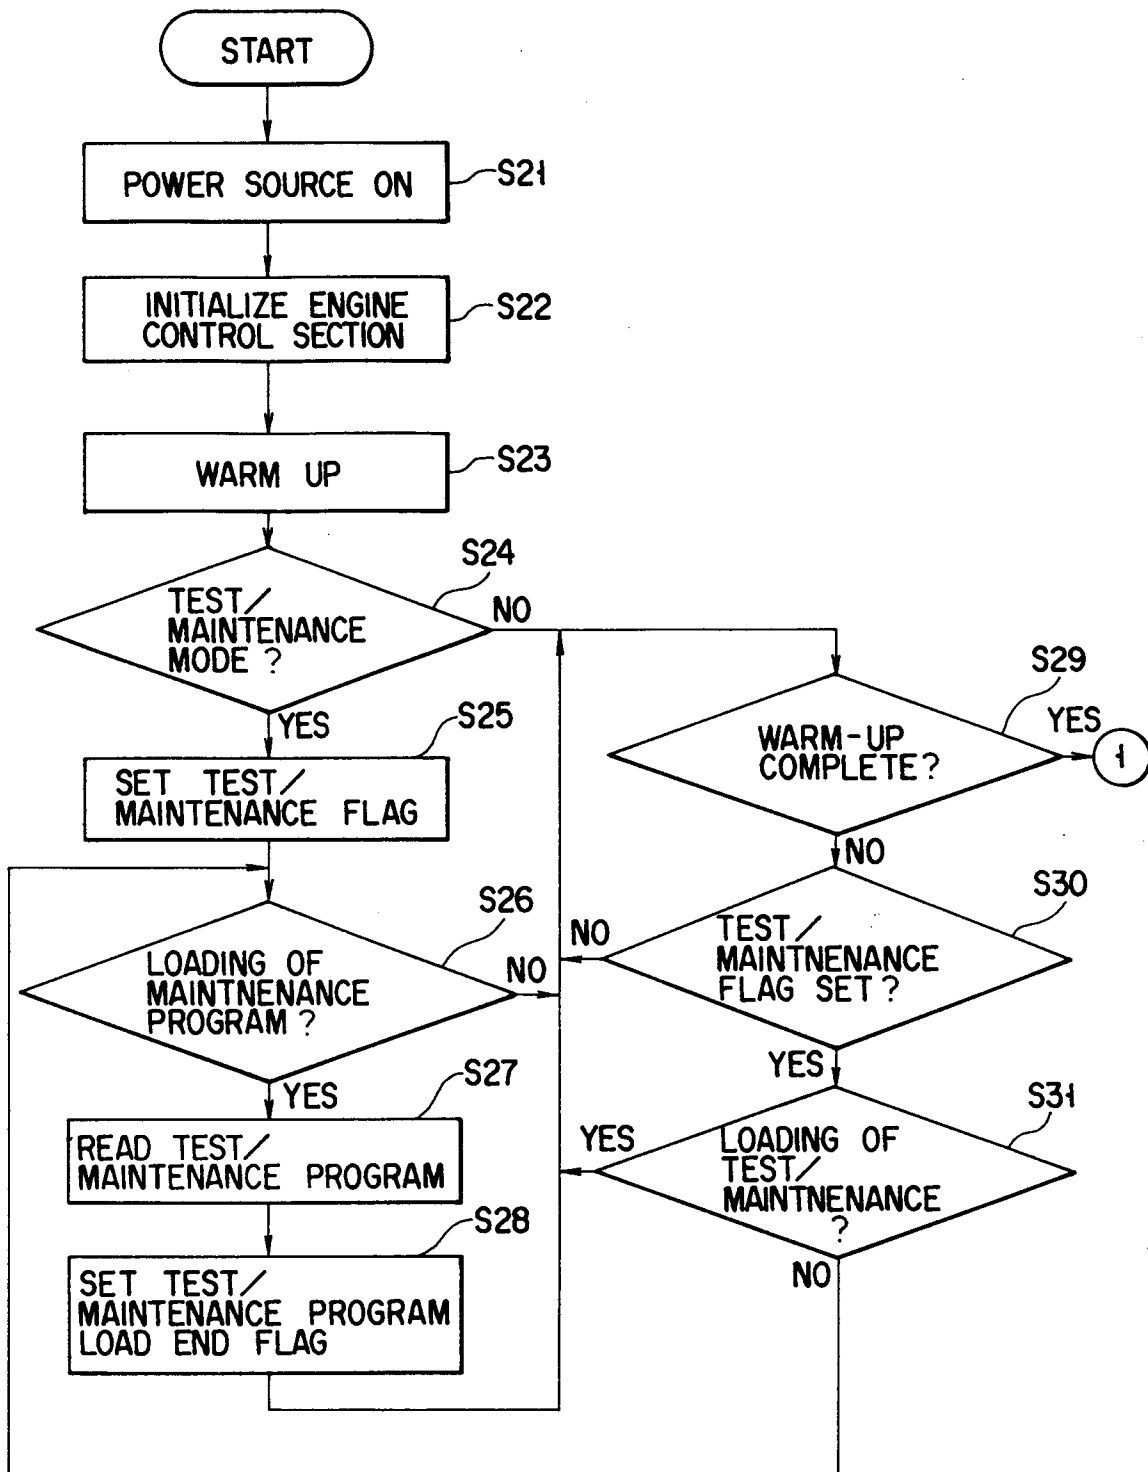 START
POWER SOURCE ON
S21
INITIALIZE ENGINE
CONTROL SECTION
S22
WARM UP
S23
S24
TEST/
MAINTENANCE
MODE?
NO
YES
S25
SET TEST/
MAINTENANCE FLAG
S26
LOADING OF
MAINTNENANCE
PROGRAM?
NO
YES
S27
READ TEST/
MAINTENANCE PROGRAM
S28
SET TEST/
MAINTENANCE PROGRAM
LOAD END FLAG
S29
WARM-UP
COMPLETE?
YES
1
NO
S30
TEST/
MAINTNENANCE
FLAG SET?
NO
YES
S31
LOADING OF
TEST/
MAINTNENANCE
?
YES
NO